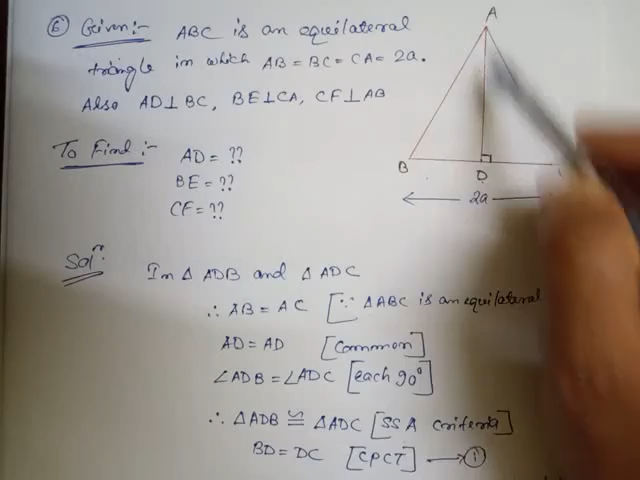 ⑥ Given:- ABC is an equilateral
triangle in which AB = BC = CA = 2a.
Also AD⊥BC, BE⊥CA, CF⊥AB
To Find:-
AD = ??
BE = ??
CF = ??
A
B
D
2a
Solⁿ:
In △ ADB and △ ADC
∴ AB = AC [∵ △ABC is an equilateral
AD = AD [Common]
∠ADB = ∠ADC [each 90°]
∴ △ADB ≅ △ADC [SSA criteria]
BD = DC [CPCT] → ①